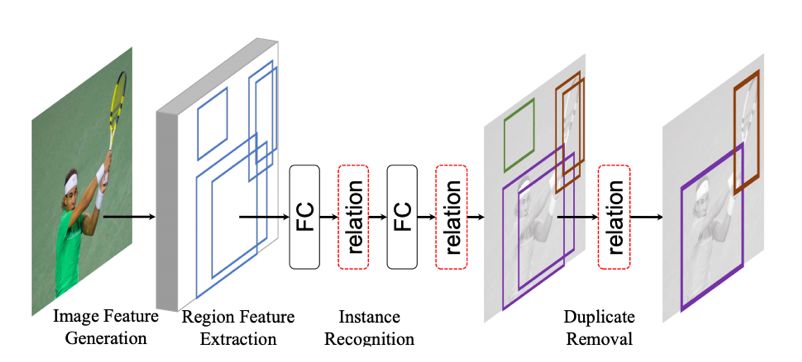 FC
relation
FC
relation
relation
Image Feature
Generation
Region Feature
Extraction
Instance
Recognition
Duplicate
Removal